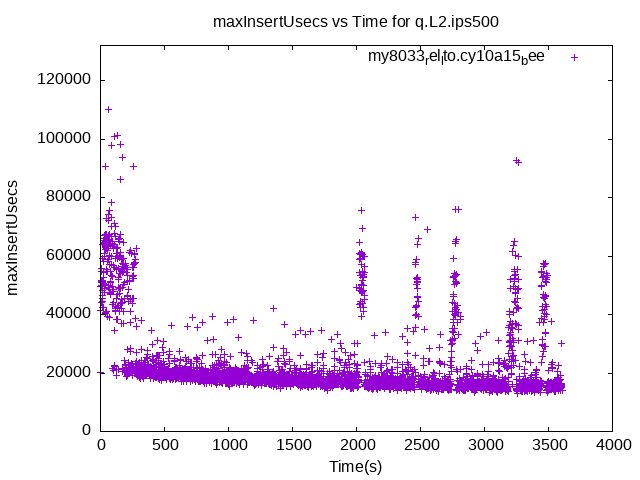 maxInsertUsecs vs Time for q.L2.ips500
my8033_rel_lto.cy10a15_bee
maxInsertUsecs
120000
100000
80000
60000
40000
20000
0
0 500 1000 1500 2000 2500 3000 3500 4000
Time(s)